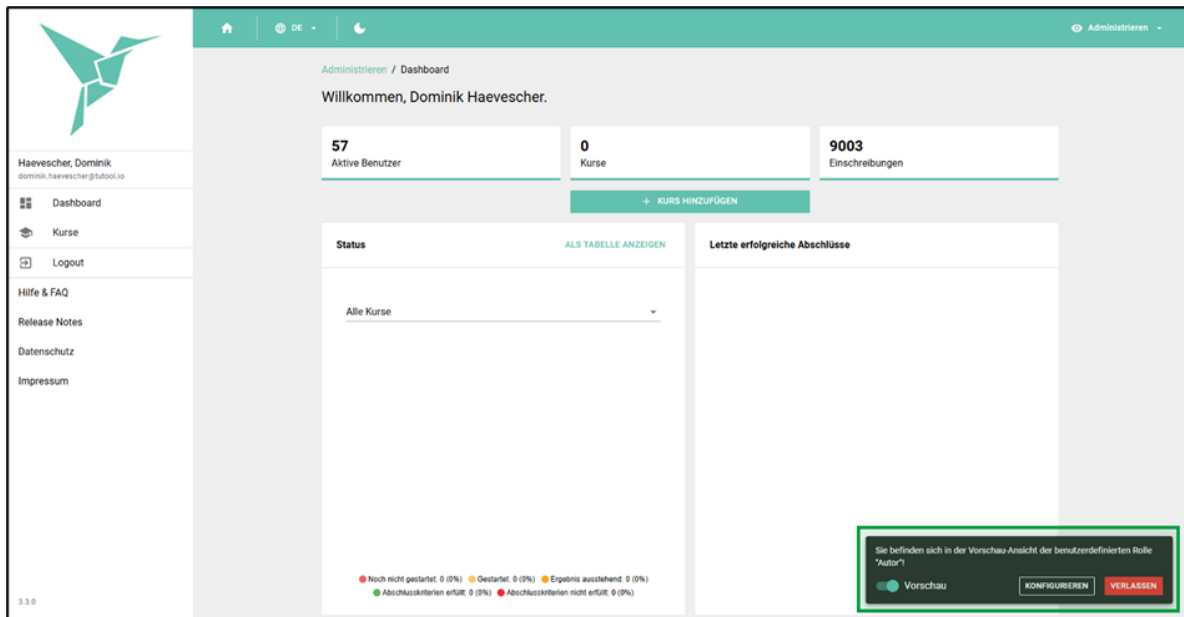 DE
Administrieren
Administrieren / Dashboard
Willkommen, Dominik Haevescher.
57
Aktive Benutzer
0
Kurse
9003
Einschreibungen
+ KURS HINZUFÜGEN
Haevescher, Dominik
dominik.haevescher@tutool.io
Dashboard
Kurse
Logout
Hilfe & FAQ
Release Notes
Datenschutz
Impressum
3.3.0
Status
ALS TABELLE ANZEIGEN
Alle Kurse
Noch nicht gestartet: 0 (0%) Gestartet: 0 (0%) Ergebnis ausstehend: 0 (0%)
Abschlusskriterien erfüllt: 0 (0%) Abschlusskriterien nicht erfüllt: 0 (0%)
Letzte erfolgreiche Abschlüsse
Sie befinden sich in der Vorschau-Ansicht der benutzerdefinierten Rolle
"Autor"!
Vorschau
KONFIGURIEREN
VERLASSEN